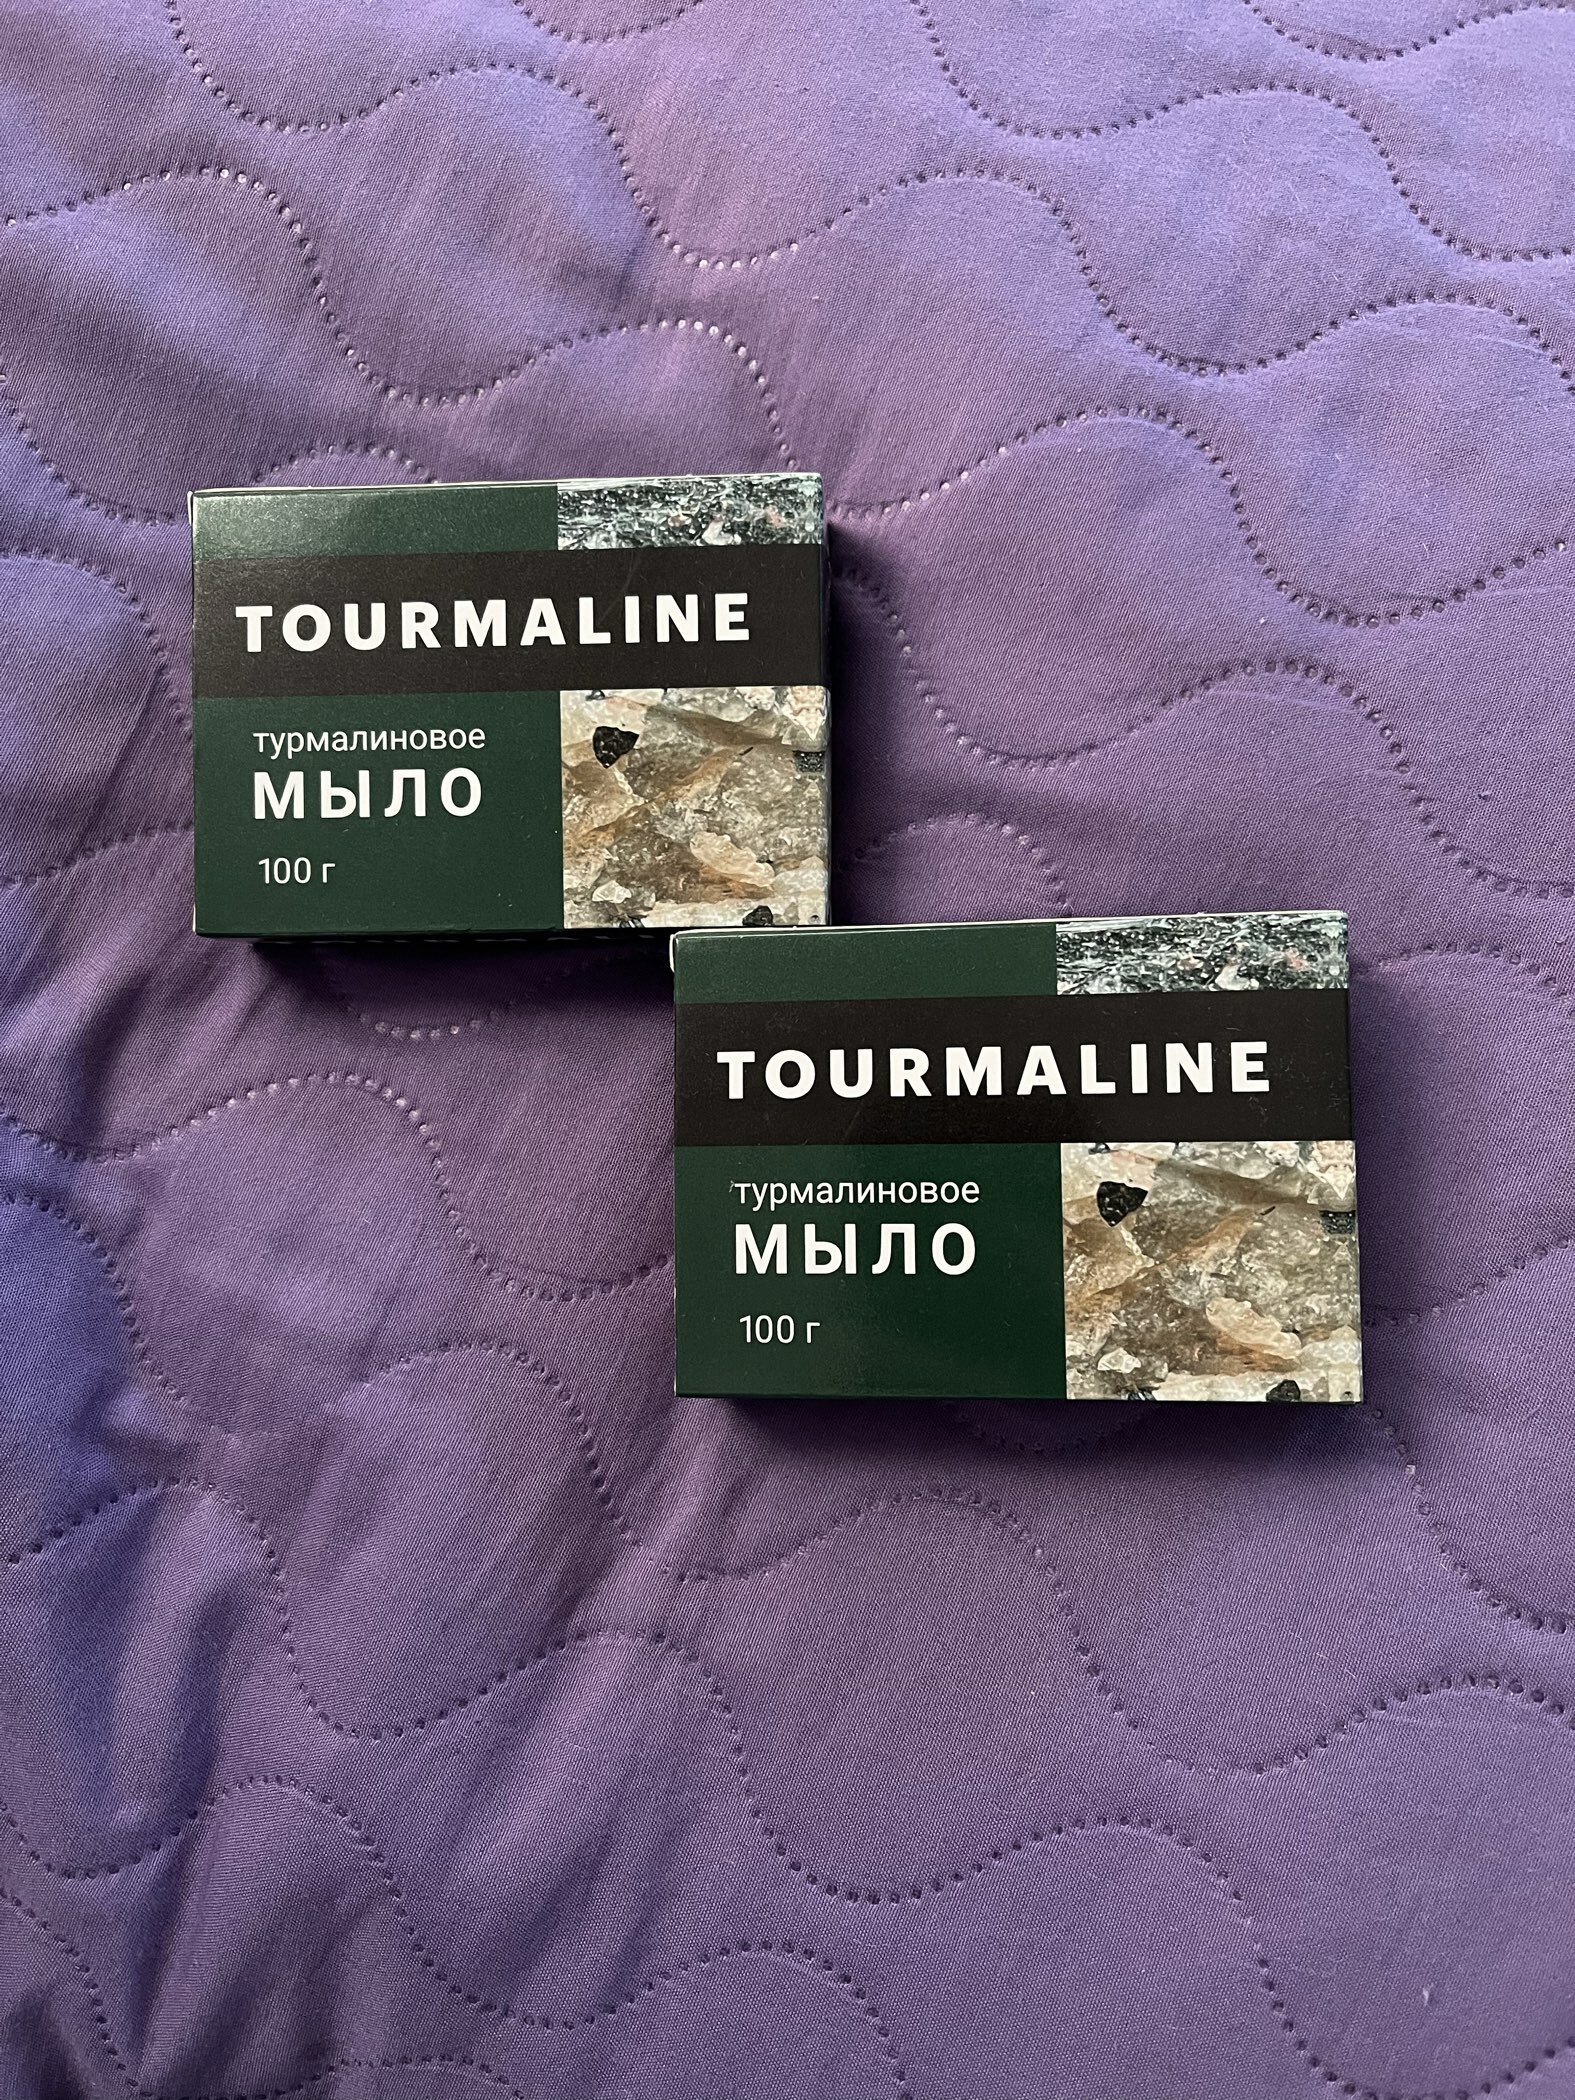 TOURMALINE
турмалиновое
МЫЛО
100 г
TOURMALINE
турмалиновое
МЫЛО
100 г